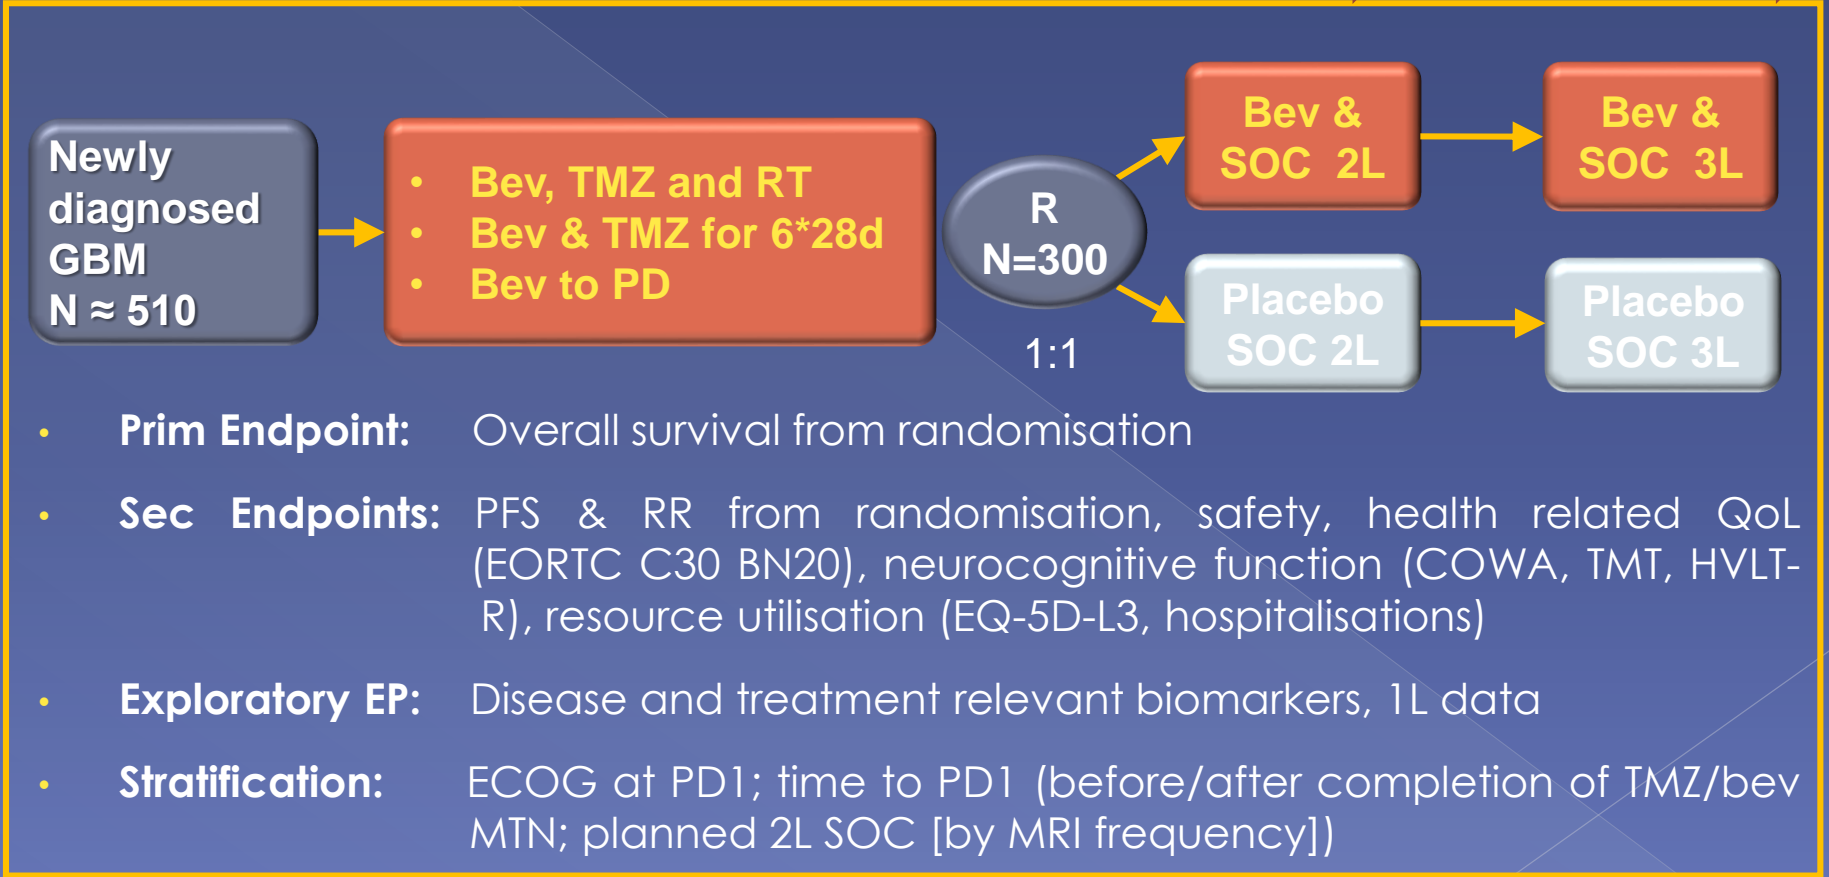 Newly
diagnosed
GBM
N ≈ 510
• Bev, TMZ and RT
• Bev & TMZ for 6*28d
• Bev to PD
R
N=300
1:1
Bev &
SOC 2L
Bev &
SOC 3L
Placebo
SOC 2L
Placebo
SOC 3L
• Prim Endpoint: Overall survival from randomisation
• Sec Endpoints: PFS & RR from randomisation, safety, health related QoL
(EORTC C30 BN20), neurocognitive function (COWA, TMT, HVLT-
R), resource utilisation (EQ-5D-L3, hospitalisations)
• Exploratory EP: Disease and treatment relevant biomarkers, 1L data
• Stratification: ECOG at PD1; time to PD1 (before/after completion of TMZ/bev
MTN; planned 2L SOC [by MRI frequency])